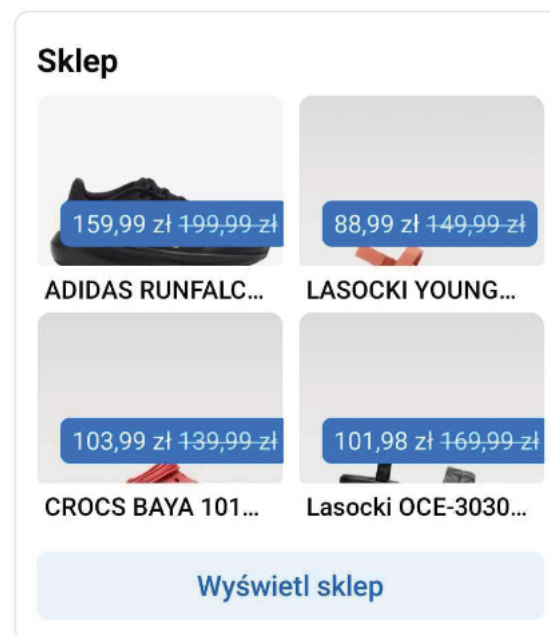 Sklep
159,99 zł 199,99 zł
88,99 zł 149,99 zł
ADIDAS RUNFALC...
LASOCKI YOUNG...
103,99 zł 139,99 zł
101,98 zł 169,99 zł
CROCS BAYA 101...
Lasocki OCE-3030...
Wyświetl sklep